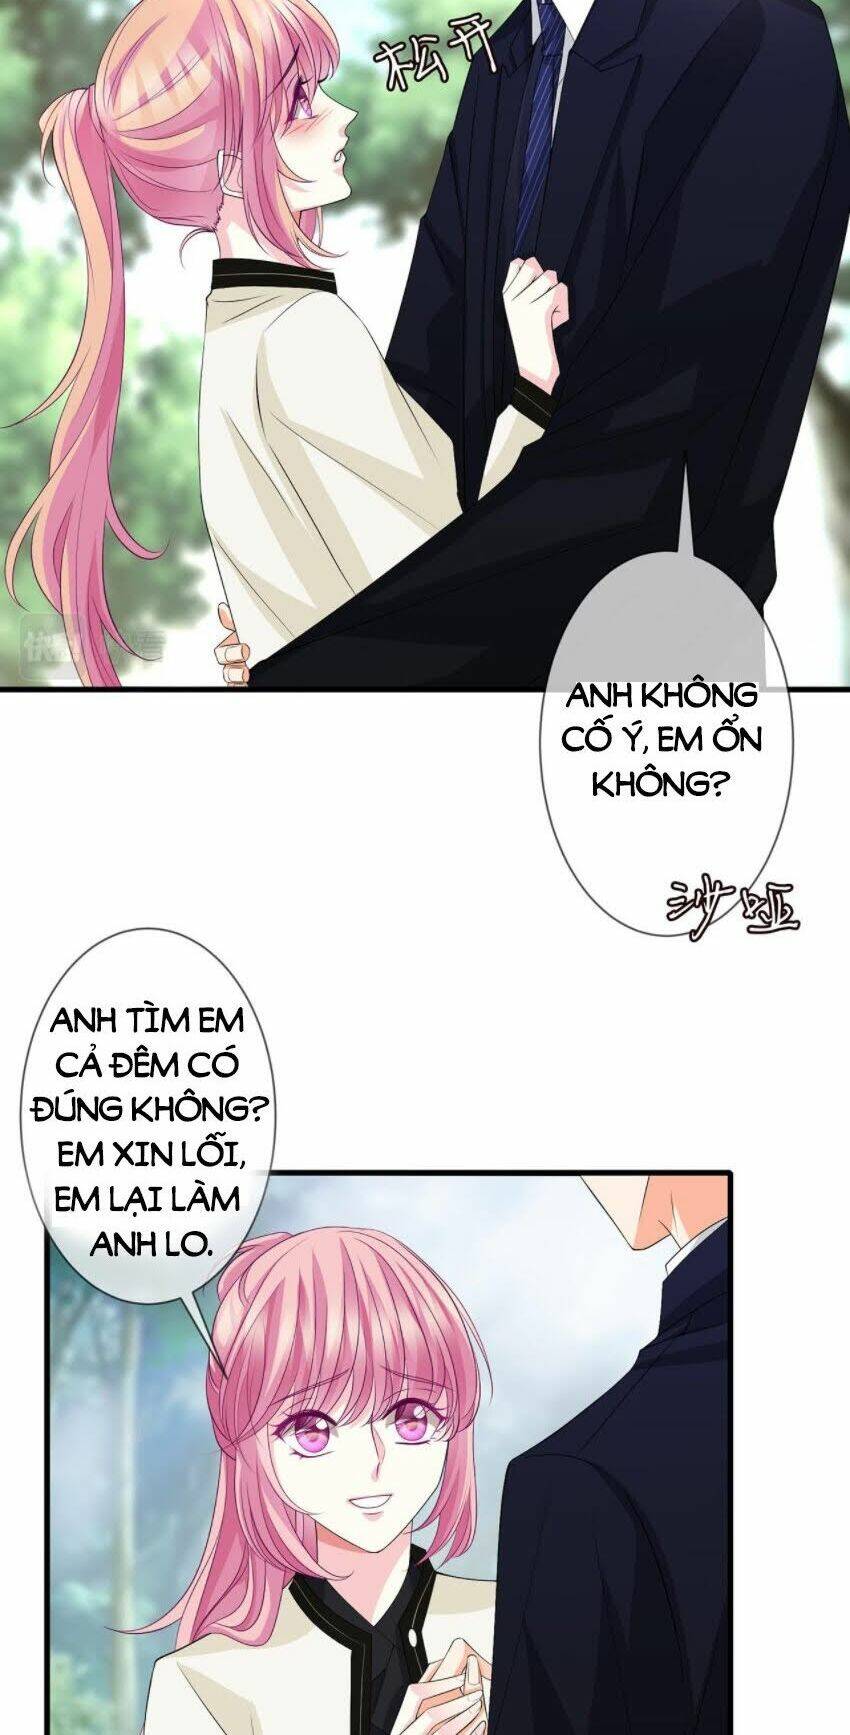 松开
ANH KHÔNG
CỐ Ý, EM ỔN
KHÔNG?
沙哑
ANH TÌM EM
CẢ ĐÊM CÓ
ĐÚNG KHÔNG?
EM XIN LỖI,
EM LẠI LÀM
ANH LO.